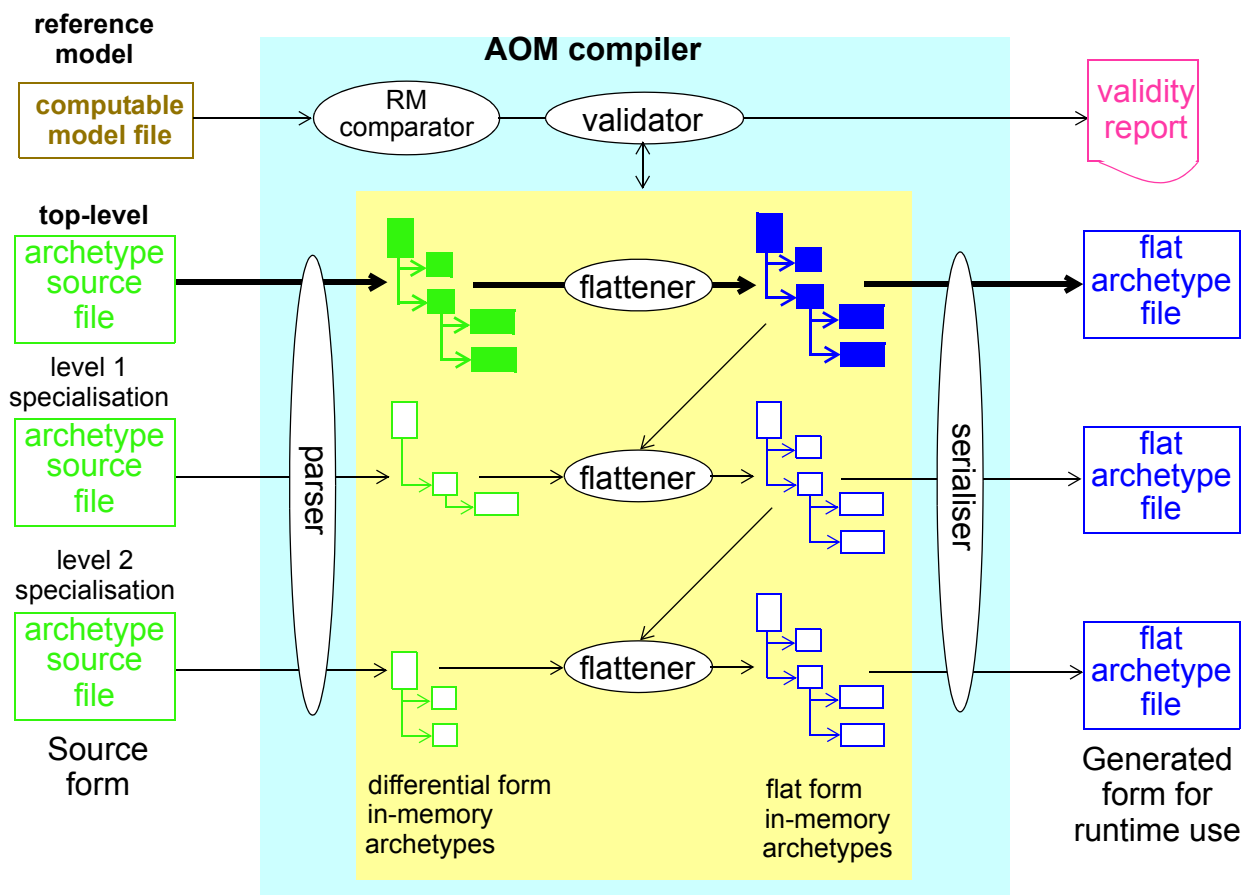 reference
model
AOM compiler
computable
model file
RM
comparator
validator
validity
report
top-level
archetype
source
file
flattener
flat
archetype
file
level 1
specialisation
archetype
source
file
parser
flattener
serialiser
flat
archetype
file
level 2
specialisation
archetype
source
file
flattener
flat
archetype
file
Source
form
differential form
in-memory
archetypes
flat form
in-memory
archetypes
Generated
form for
runtime use